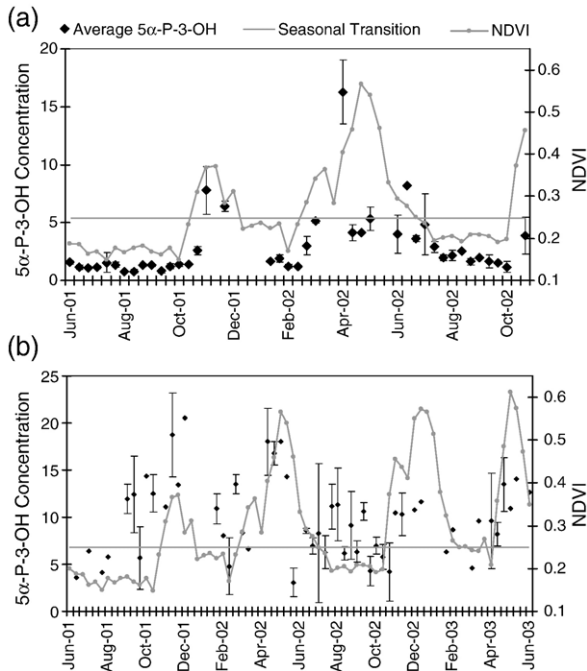 (a)
Average 5α-P-3-OH
Seasonal Transition
NDVI
5α-P-3-OH Concentration
20
15
10
5
0
0.6
0.5
0.4
0.3
0.2
0.1
NDVI
Jun-01
Aug-01
Oct-01
Dec-01
Feb-02
Apr-02
Jun-02
Aug-02
Oct-02
(b)
5α-P-3-OH Concentration
25
20
15
10
5
0
0.6
0.5
0.4
0.3
0.2
0.1
NDVI
Jun-01
Aug-01
Oct-01
Dec-01
Feb-02
Apr-02
Jun-02
Aug-02
Oct-02
Dec-02
Feb-03
Apr-03
Jun-03